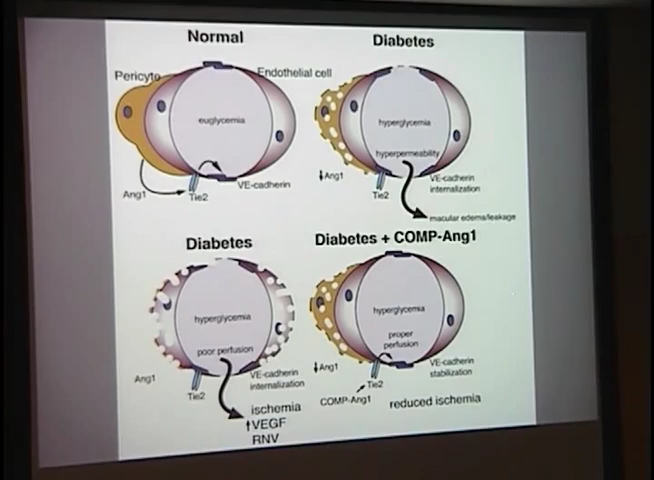 Normal
Pericyte
Endothelial cell
euglycemia
Ang1
Tie2
VE-cadherin
Diabetes
hyperglycemia
hyperpermeability
↓Ang1
Tie2
VE-cadherin
internalization
macular edema/leakage
Diabetes
hyperglycemia
poor perfusion
Ang1
Tie2
VE-cadherin
internalization
ischemia
↑VEGF
RNV
Diabetes + COMP-Ang1
hyperglycemia
proper
perfusion
↓Ang1
Tie2
COMP-Ang1
VE-cadherin
stabilization
reduced ischemia